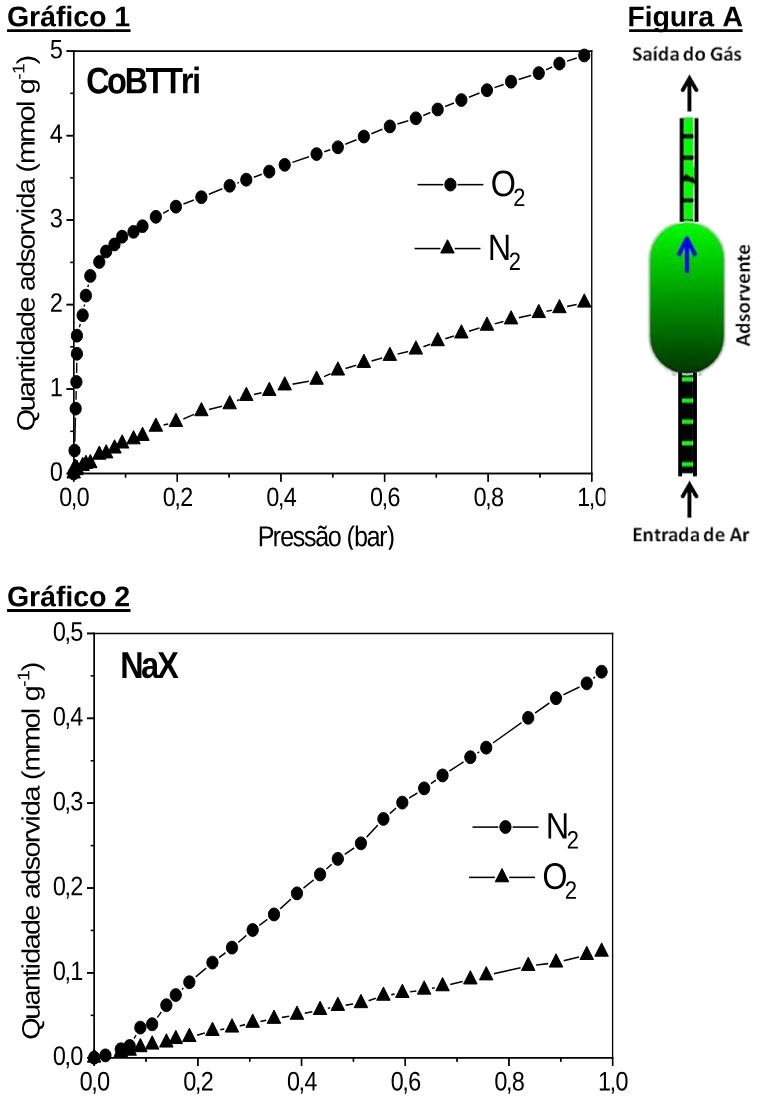 Gráfico 1
Figura A
CoBTTri
Quantidade adsorvida (mmol g⁻¹)
5
4
3
2
1
0
O₂
N₂
0,0
0,2
0,4
0,6
0,8
1,0
Pressão (bar)
Saída do Gás
Adsorvente
Entrada de Ar
Gráfico 2
NaX
Quantidade adsorvida (mmol g⁻¹)
0,5
0,4
0,3
0,2
0,1
0,0
N₂
O₂
0,0
0,2
0,4
0,6
0,8
1,0